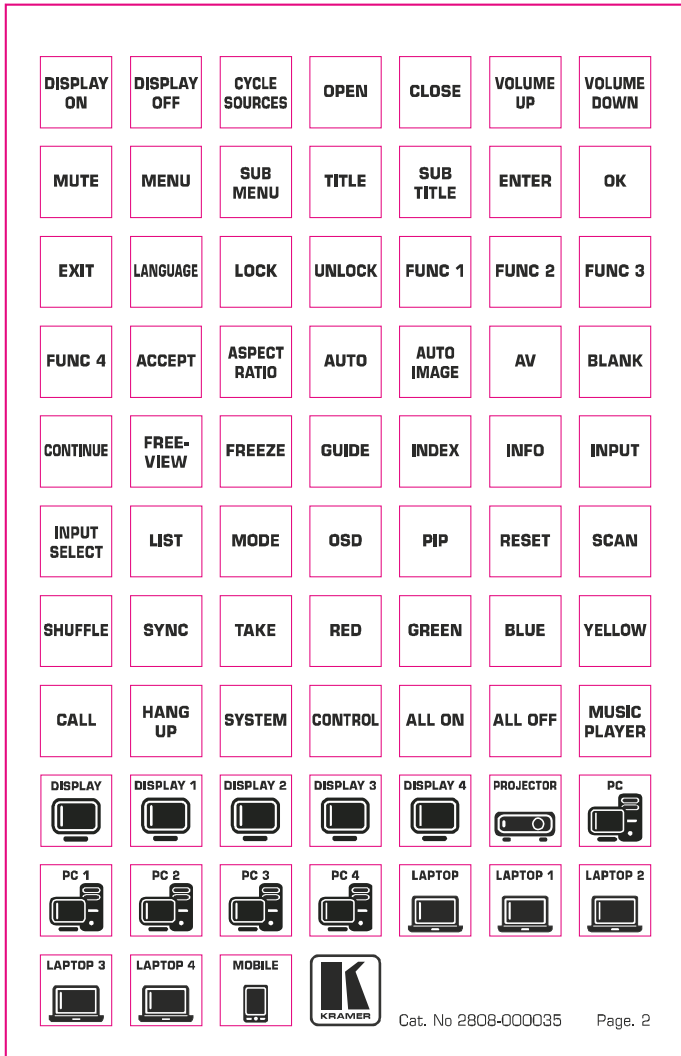 DISPLAY ON
DISPLAY OFF
CYCLE SOURCES
OPEN
CLOSE
VOLUME UP
VOLUME DOWN
MUTE
MENU
SUB MENU
TITLE
SUB TITLE
ENTER
OK
EXIT
LANGUAGE
LOCK
UNLOCK
FUNC 1
FUNC 2
FUNC 3
FUNC 4
ACCEPT
ASPECT RATIO
AUTO
AUTO IMAGE
AV
BLANK
CONTINUE
FREE-
VIEW
FREEZE
GUIDE
INDEX
INFO
INPUT
INPUT SELECT
LIST
MODE
OSD
PIP
RESET
SCAN
SHUFFLE
SYNC
TAKE
RED
GREEN
BLUE
YELLOW
CALL
HANG UP
SYSTEM
CONTROL
ALL ON
ALL OFF
MUSIC PLAYER
DISPLAY
DISPLAY 1
DISPLAY 2
DISPLAY 3
DISPLAY 4
PROJECTOR
PC
PC 1
PC 2
PC 3
PC 4
LAPTOP
LAPTOP 1
LAPTOP 2
LAPTOP 3
LAPTOP 4
MOBILE
K
KRAMER
Cat. No 2808-000035 Page. 2